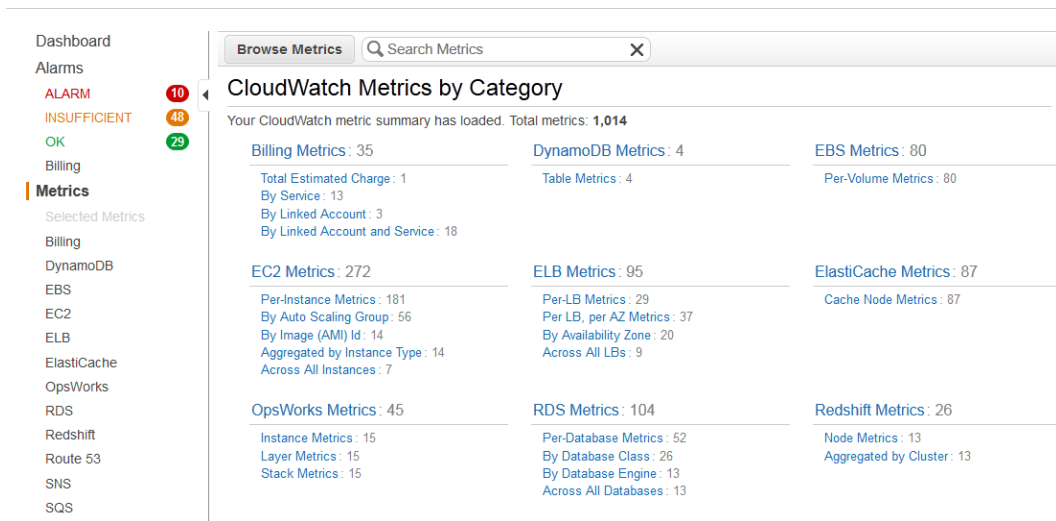 Dashboard
Alarms
ALARM 10
INSUFFICIENT 48
OK 29
Billing
Metrics
Selected Metrics
Billing
DynamoDB
EBS
EC2
ELB
ElastiCache
OpsWorks
RDS
Redshift
Route 53
SNS
SQS
Browse Metrics Search Metrics X
CloudWatch Metrics by Category
Your CloudWatch metric summary has loaded. Total metrics: 1,014
Billing Metrics: 35
Total Estimated Charge: 1
By Service: 13
By Linked Account: 3
By Linked Account and Service: 18
DynamoDB Metrics: 4
Table Metrics: 4
EBS Metrics: 80
Per-Volume Metrics: 80
EC2 Metrics: 272
Per-Instance Metrics: 181
By Auto Scaling Group: 56
By Image (AMI) Id: 14
Aggregated by Instance Type: 14
Across All Instances: 7
ELB Metrics: 95
Per-LB Metrics: 29
Per LB, per AZ Metrics: 37
By Availability Zone: 20
Across All LBs: 9
ElastiCache Metrics: 87
Cache Node Metrics: 87
OpsWorks Metrics: 45
Instance Metrics: 15
Layer Metrics: 15
Stack Metrics: 15
RDS Metrics: 104
Per-Database Metrics: 52
By Database Class: 26
By Database Engine: 13
Across All Databases: 13
Redshift Metrics: 26
Node Metrics: 13
Aggregated by Cluster: 13